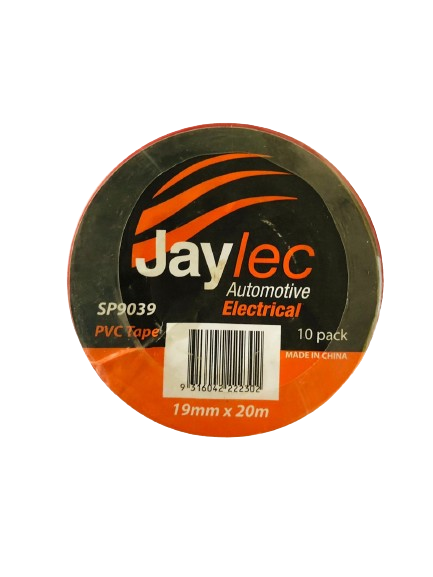 Jaylec
Automotive
Electrical
SP9039
PVC Tape
10 pack
MADE IN CHINA
9 316042 222302
19mm x 20m